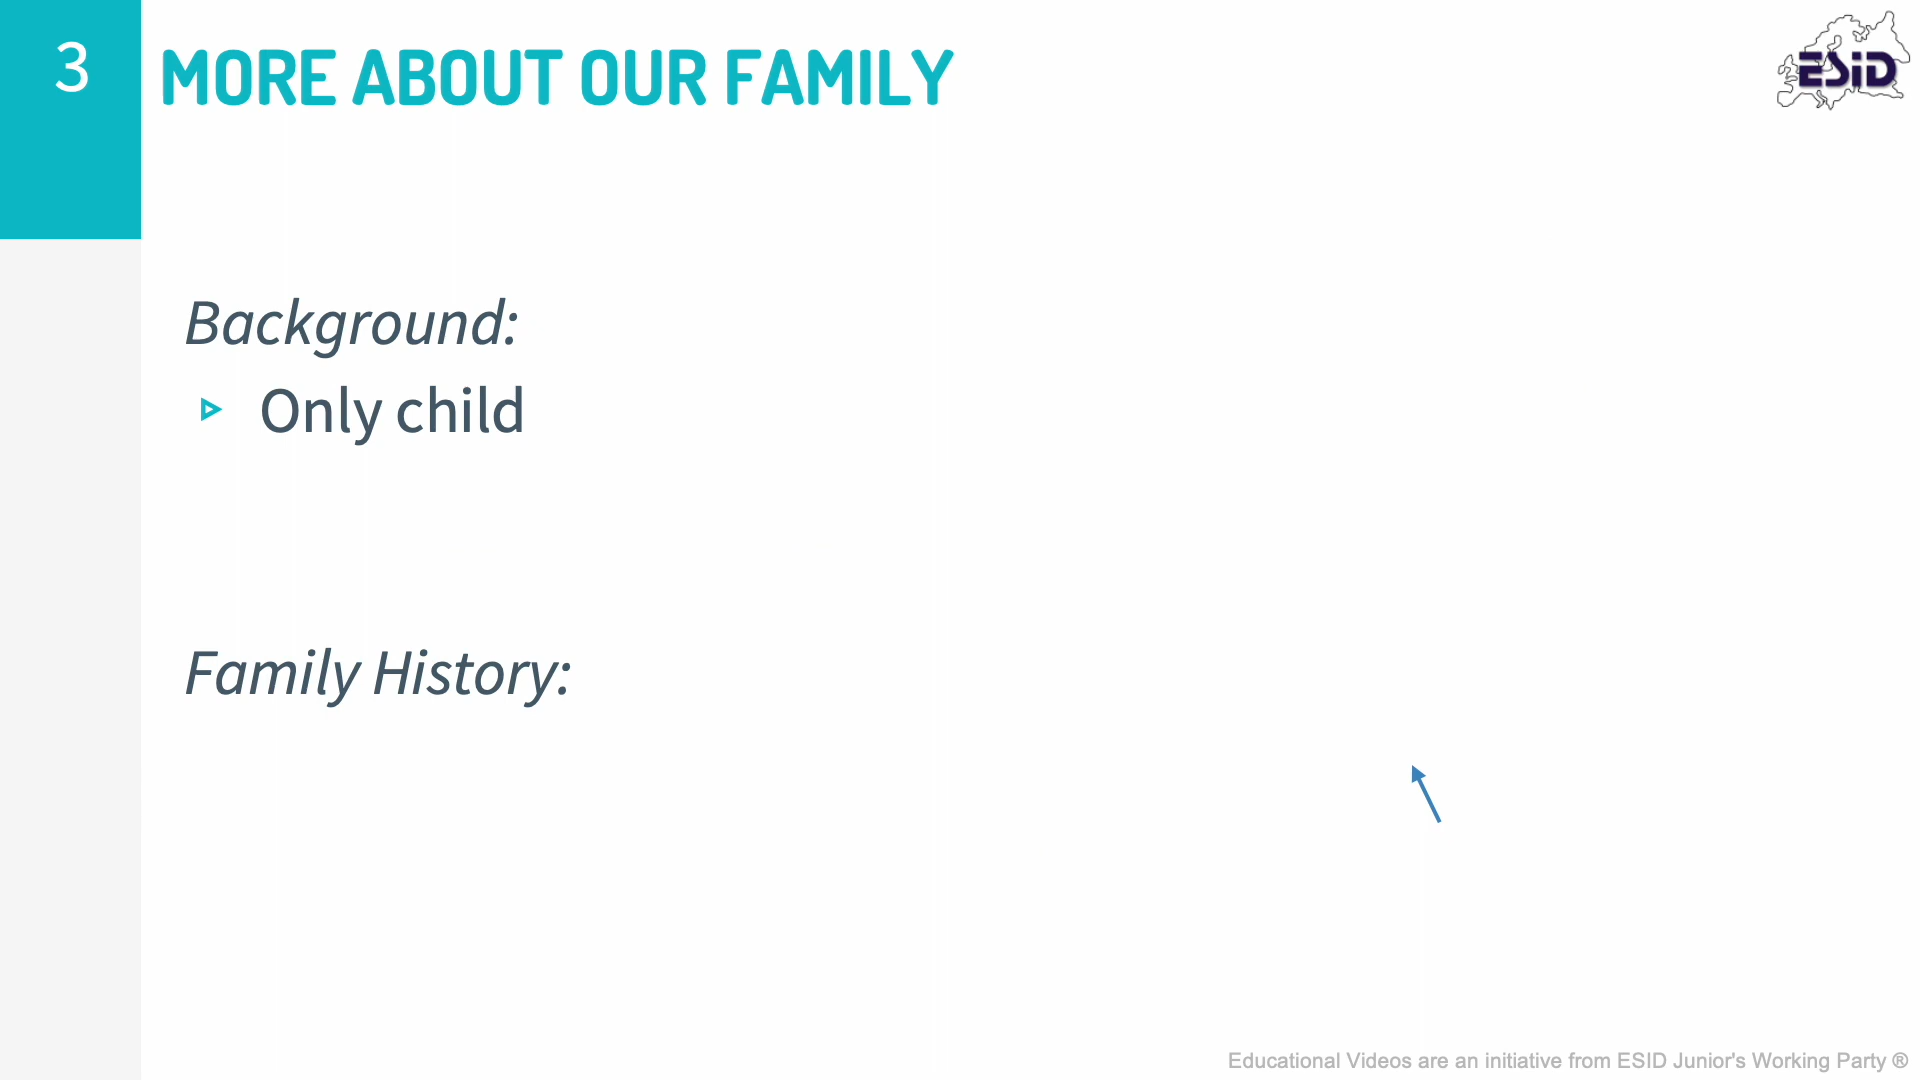 3
MORE ABOUT OUR FAMILY
ESiD
Background:
Only child
Family History:
Educational Videos are an initiative from ESID Junior's Working Party ®